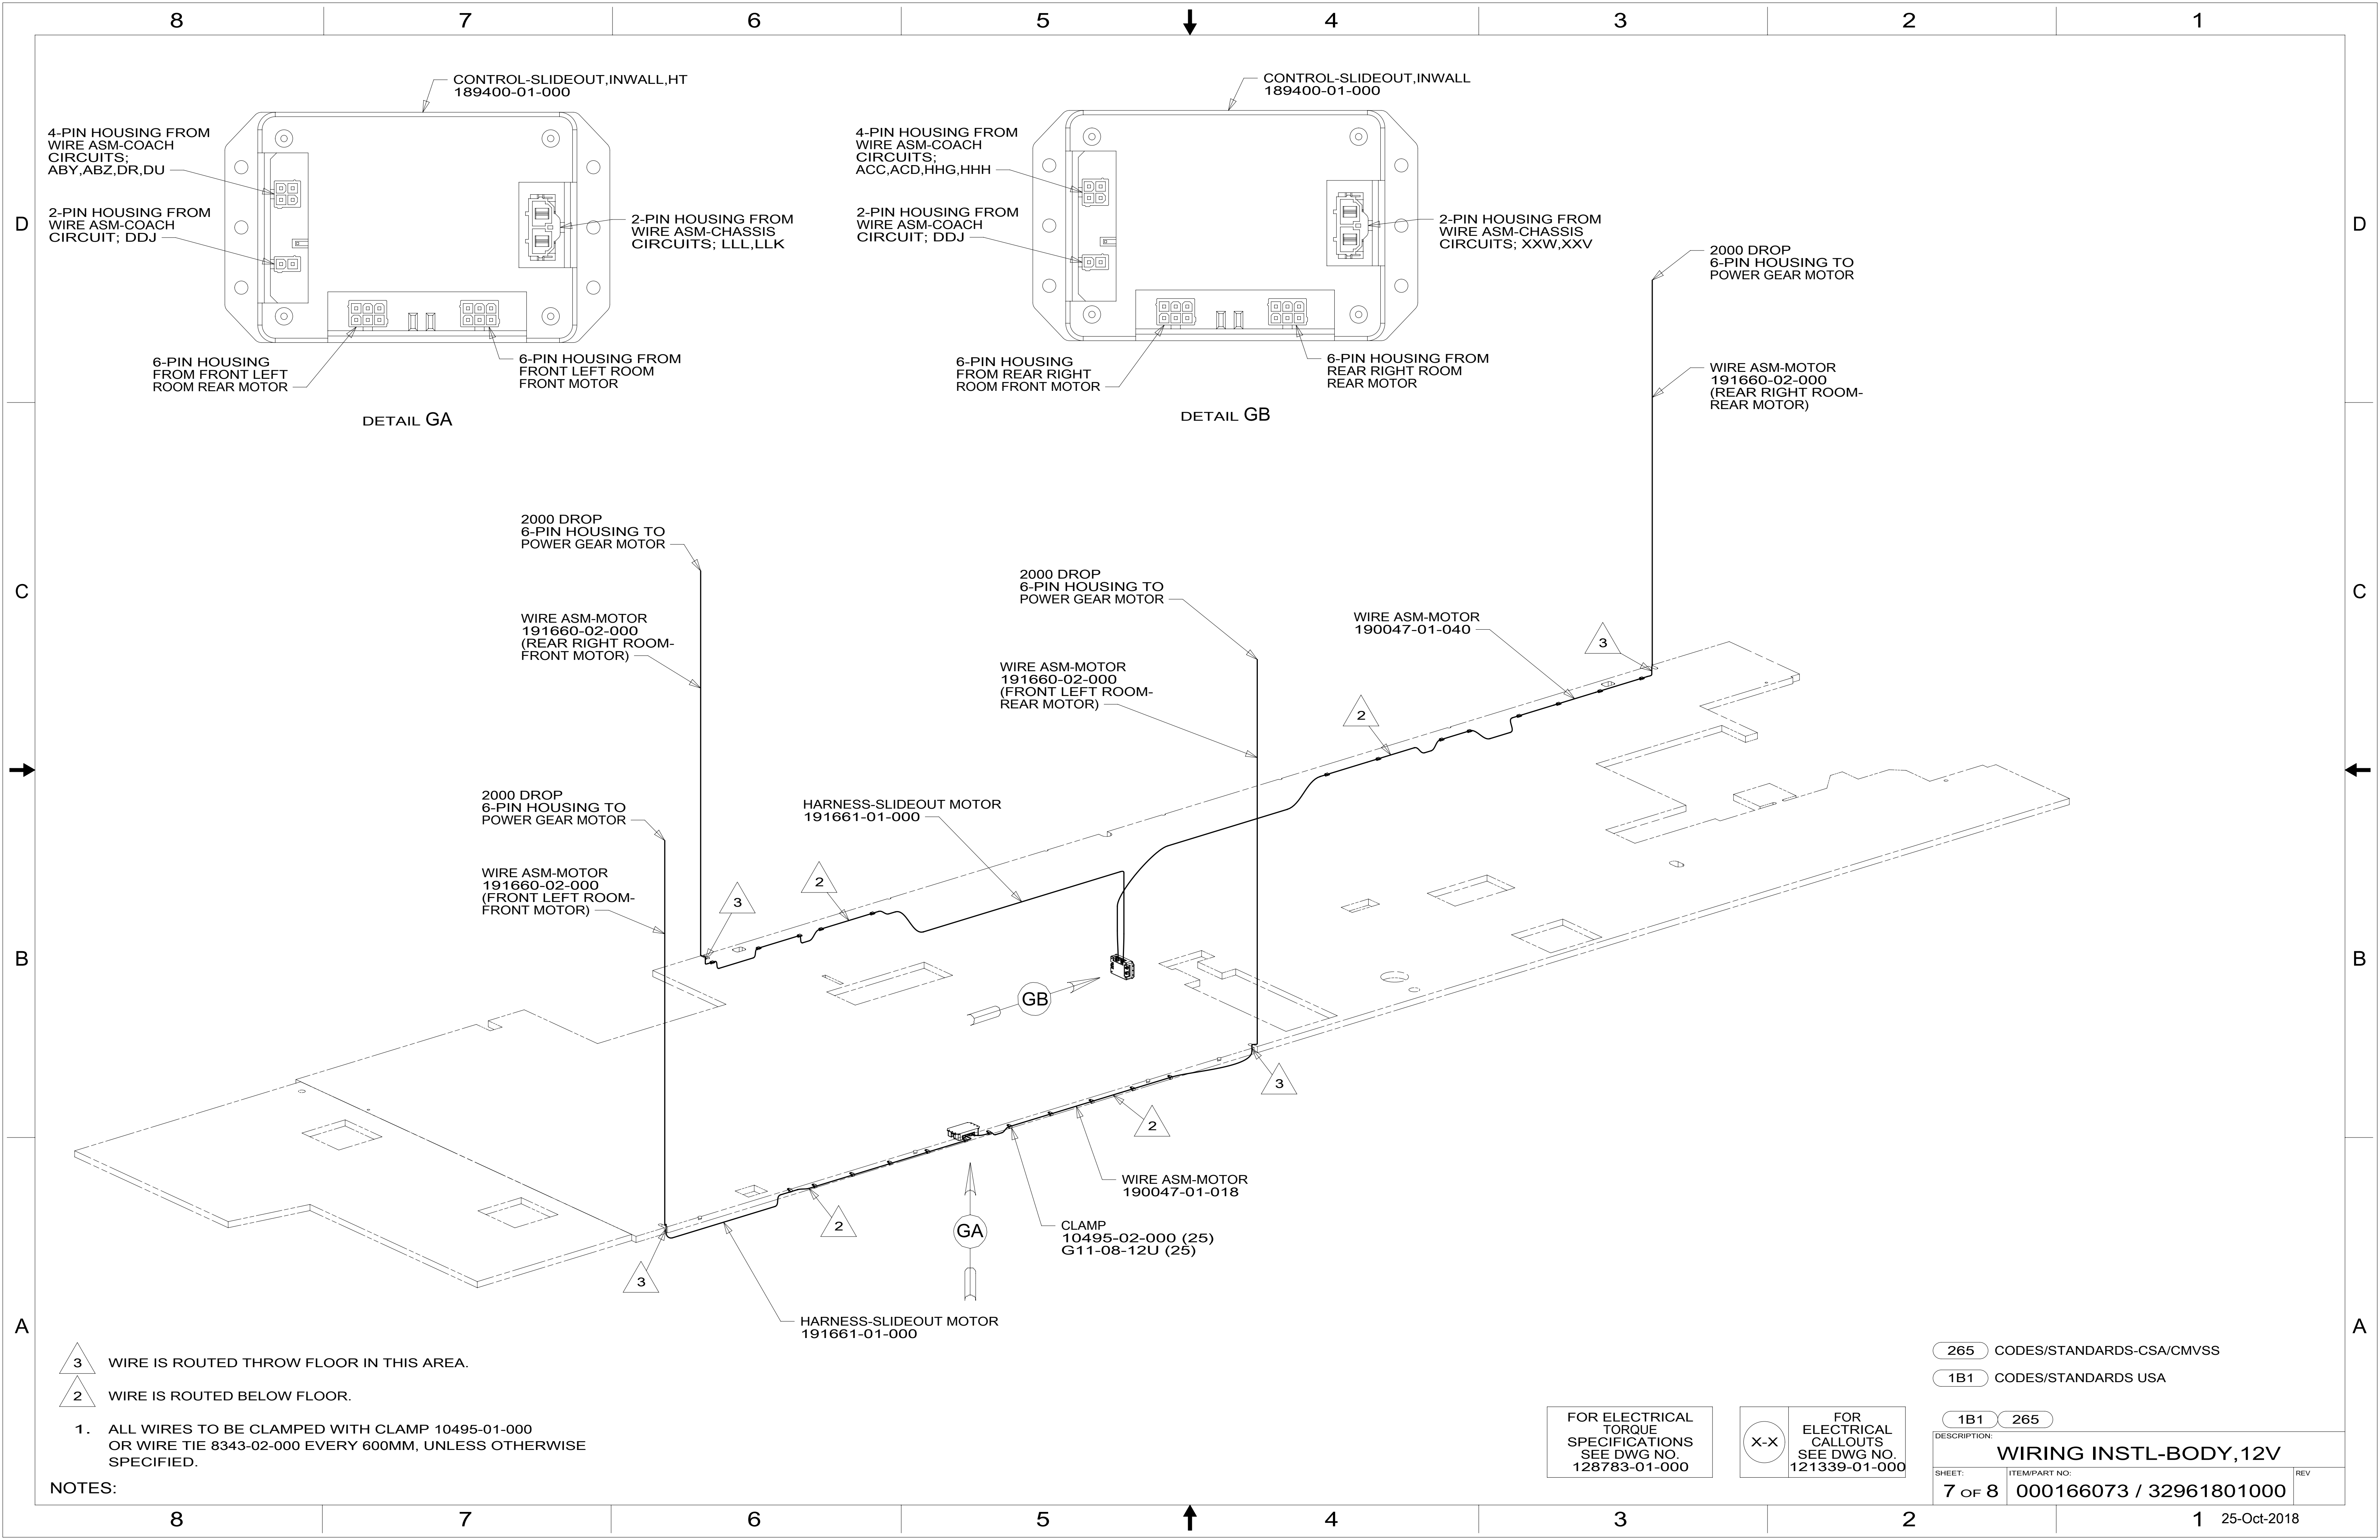 8 7 6 5 4 3 2 1
CONTROL-SLIDEOUT,INWALL,HT
189400-01-000
4-PIN HOUSING FROM
WIRE ASM-COACH
CIRCUITS;
ABY,ABZ,DR,DU
2-PIN HOUSING FROM
WIRE ASM-COACH
CIRCUIT; DDJ
2-PIN HOUSING FROM
WIRE ASM-CHASSIS
CIRCUITS; LLL,LLK
6-PIN HOUSING
FROM FRONT LEFT
ROOM REAR MOTOR
6-PIN HOUSING FROM
FRONT LEFT ROOM
FRONT MOTOR
DETAIL GA
CONTROL-SLIDEOUT,INWALL
189400-01-000
4-PIN HOUSING FROM
WIRE ASM-COACH
CIRCUITS;
ACC,ACD,HHG,HHH
2-PIN HOUSING FROM
WIRE ASM-COACH
CIRCUIT; DDJ
2-PIN HOUSING FROM
WIRE ASM-CHASSIS
CIRCUITS; XXW,XXV
6-PIN HOUSING
FROM REAR RIGHT
ROOM FRONT MOTOR
6-PIN HOUSING FROM
REAR RIGHT ROOM
REAR MOTOR
DETAIL GB
2000 DROP
6-PIN HOUSING TO
POWER GEAR MOTOR
WIRE ASM-MOTOR
191660-02-000
(REAR RIGHT ROOM-
REAR MOTOR)
D
D
2000 DROP
6-PIN HOUSING TO
POWER GEAR MOTOR
WIRE ASM-MOTOR
191660-02-000
(REAR RIGHT ROOM-
FRONT MOTOR)
2000 DROP
6-PIN HOUSING TO
POWER GEAR MOTOR
WIRE ASM-MOTOR
191660-02-000
(FRONT LEFT ROOM-
REAR MOTOR)
WIRE ASM-MOTOR
190047-01-040
3
2
C
C
2000 DROP
6-PIN HOUSING TO
POWER GEAR MOTOR
WIRE ASM-MOTOR
191660-02-000
(FRONT LEFT ROOM-
FRONT MOTOR)
HARNESS-SLIDEOUT MOTOR
191661-01-000
2
3
GB
B
B
3
2
WIRE ASM-MOTOR
190047-01-018
CLAMP
10495-02-000 (25)
G11-08-12U (25)
GA
2
3
HARNESS-SLIDEOUT MOTOR
191661-01-000
A
A
3 WIRE IS ROUTED THROW FLOOR IN THIS AREA.
2 WIRE IS ROUTED BELOW FLOOR.
1. ALL WIRES TO BE CLAMPED WITH CLAMP 10495-01-000
OR WIRE TIE 8343-02-000 EVERY 600MM, UNLESS OTHERWISE
SPECIFIED.
NOTES:
FOR ELECTRICAL
TORQUE
SPECIFICATIONS
SEE DWG NO.
128783-01-000
X-X
FOR
ELECTRICAL
CALLOUTS
SEE DWG NO.
121339-01-000
265 CODES/STANDARDS-CSA/CMVSS
1B1 CODES/STANDARDS USA
1B1 265
DESCRIPTION:
WIRING INSTL-BODY,12V
SHEET: ITEM/PART NO: REV
7 OF 8 000166073 / 32961801000
8 7 6 5 4 3 2 1
25-Oct-2018